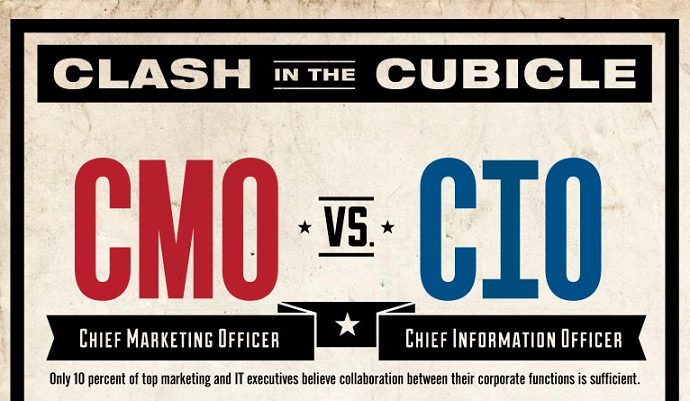 CLASH IN THE CUBICLE
CMO VS. CIO
CHIEF MARKETING OFFICER CHIEF INFORMATION OFFICER
Only 10 percent of top marketing and IT executives believe collaboration between their corporate functions is sufficient.